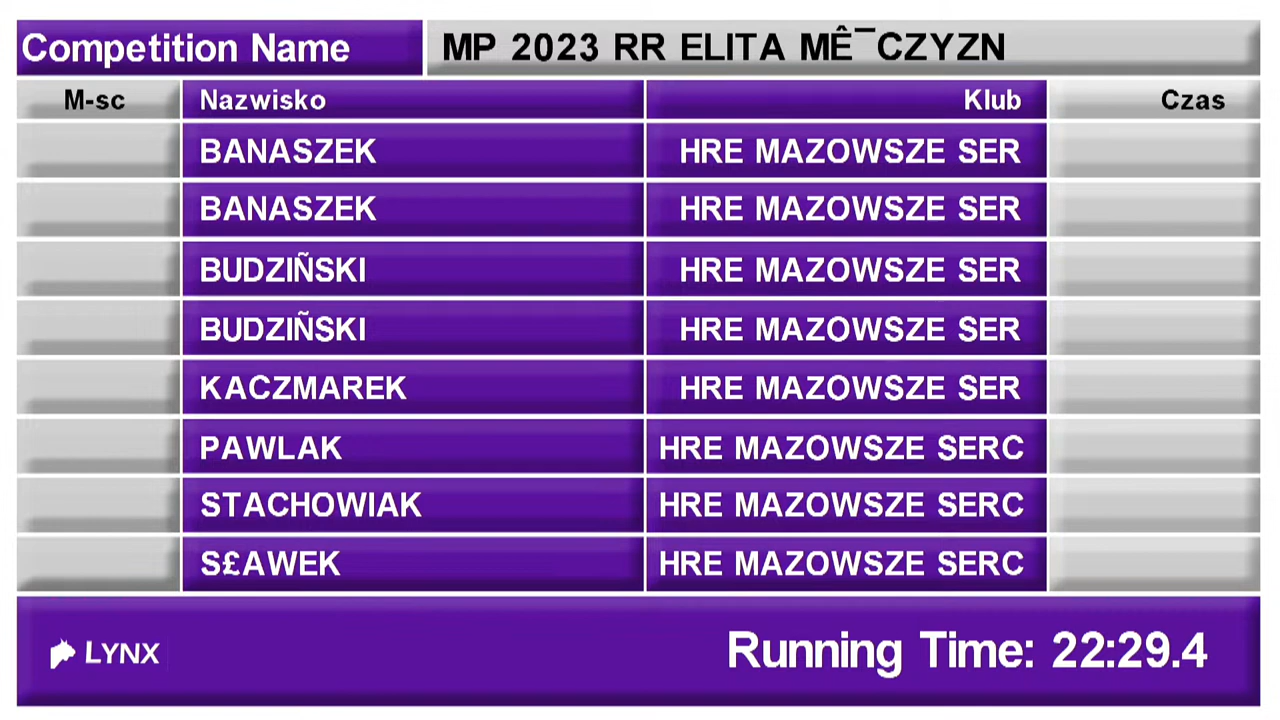 Competition Name MP 2023 RR ELITA MÊ¯CZYZN
M-sc Nazwisko Klub Czas
BANASZEK HRE MAZOWSZE SER
BANASZEK HRE MAZOWSZE SER
BUDZIÑSKI HRE MAZOWSZE SER
BUDZIÑSKI HRE MAZOWSZE SER
KACZMAREK HRE MAZOWSZE SER
PAWLAK HRE MAZOWSZE SERC
STACHOWIAK HRE MAZOWSZE SERC
S£AWEK HRE MAZOWSZE SERC
LYNX Running Time: 22:29.4